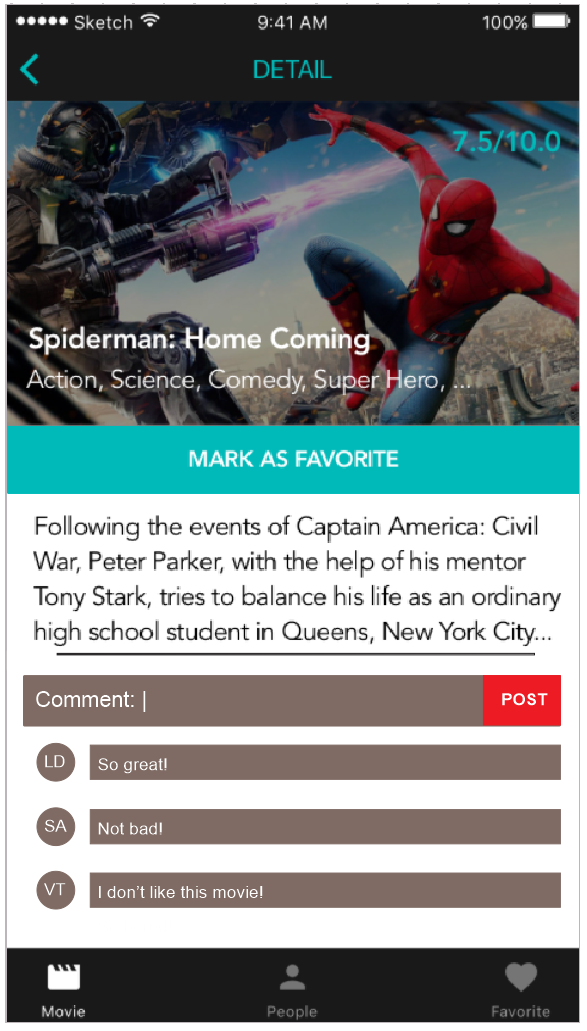 Sketch 9:41 AM 100%
DETAIL
7.5/10.0
Spiderman: Home Coming
Action, Science, Comedy, Super Hero, ...
MARK AS FAVORITE
Following the events of Captain America: Civil
War, Peter Parker, with the help of his mentor
Tony Stark, tries to balance his life as an ordinary
high school student in Queens, New York City...
Comment: | POST
LD So great!
SA Not bad!
VT I don't like this movie!
Movie People Favorite